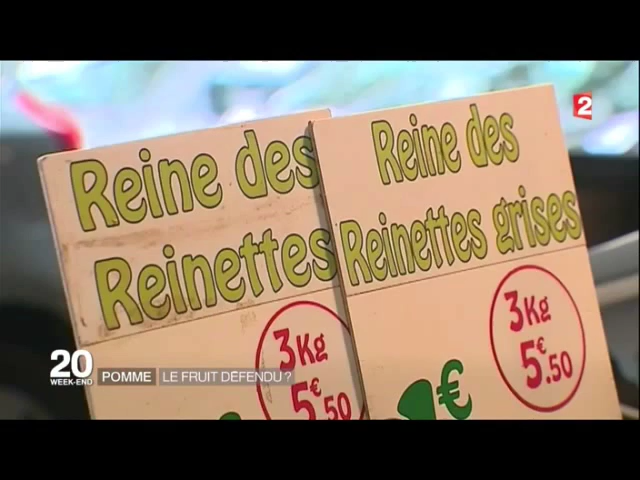 Reine des
Reinettes
3Kg
5€50
Reine des
Reinettes grises
3Kg
5€.50
€
2
20
WEEK-END
POMME
LE FRUIT DÉFENDU ?